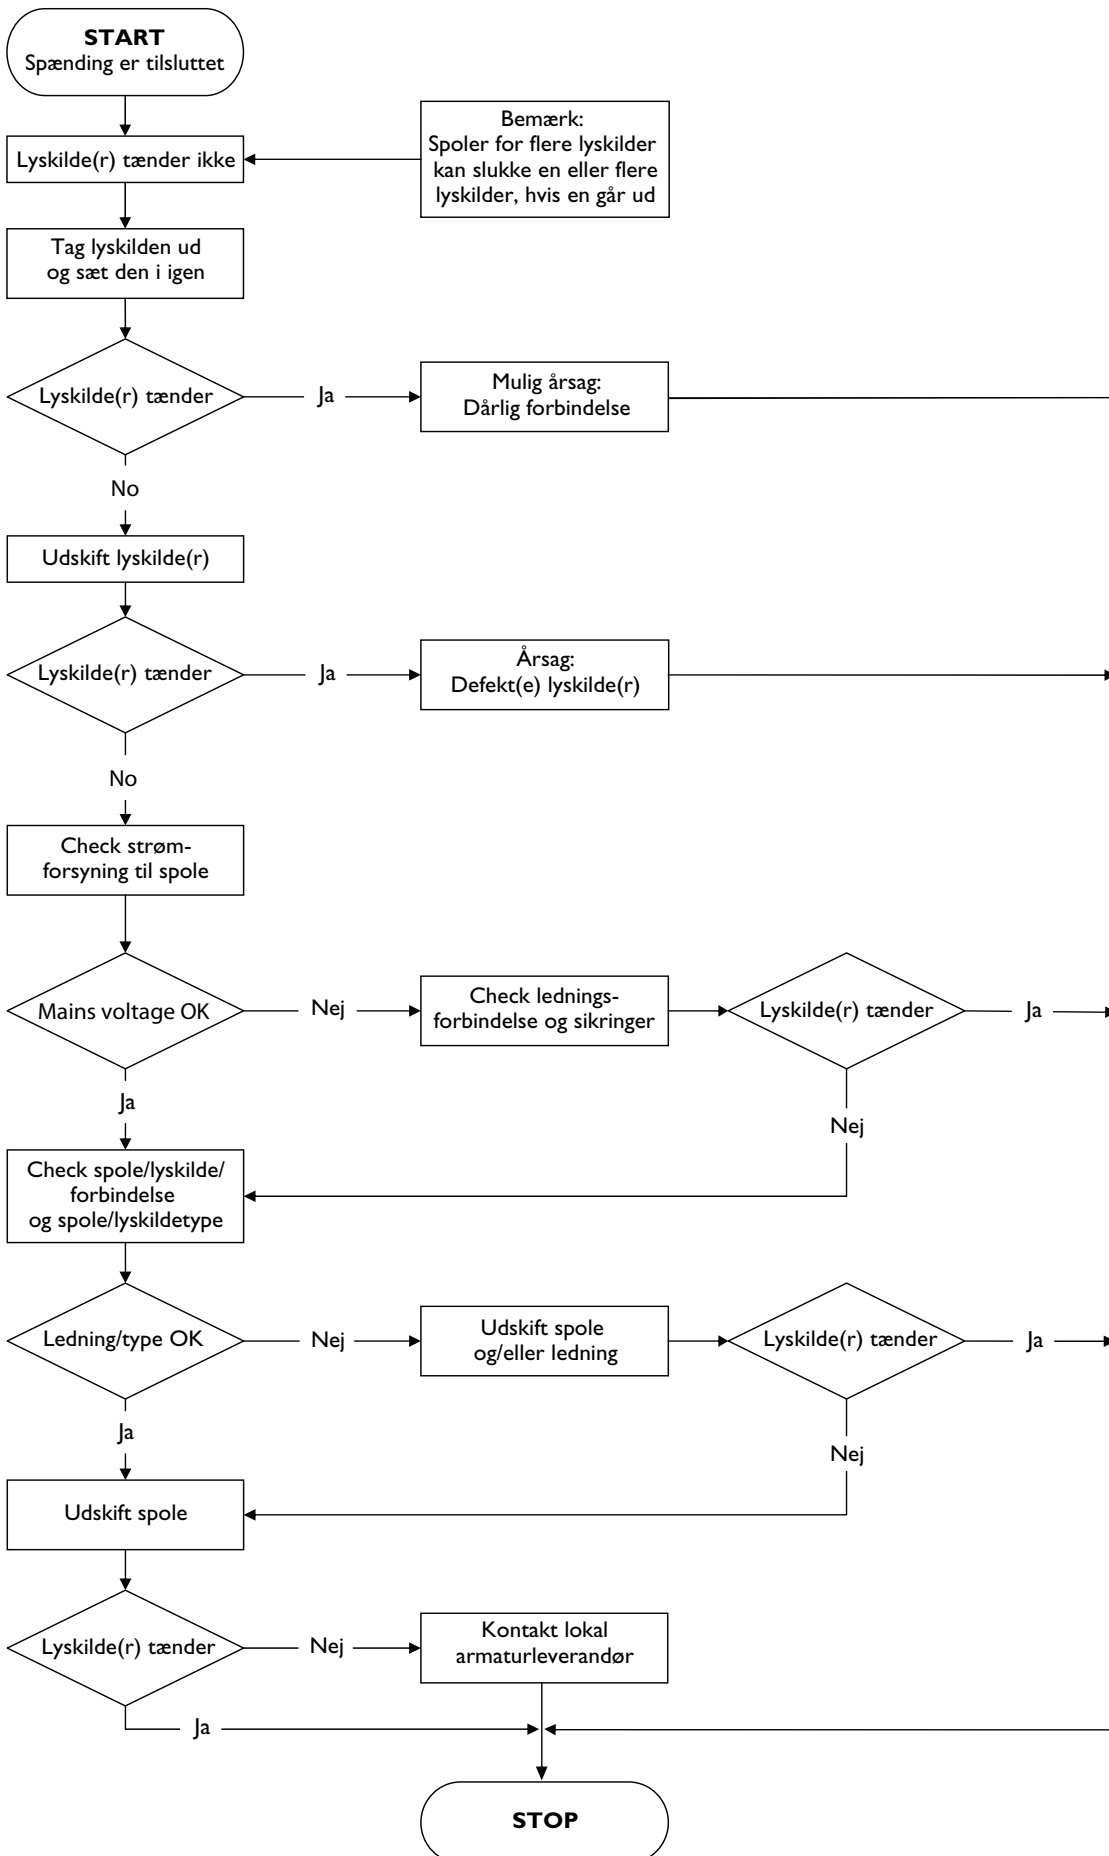 START
Spænding er tilsluttet
Lyskilde(r) tænder ikke
Bemærk:
Spoler for flere lyskilder
kan slukke en eller flere
lyskilder, hvis en går ud
Tag lyskilden ud
og sæt den i igen
Lyskilde(r) tænder
Ja
Mulig årsag:
Dårlig forbindelse
No
Udskift lyskilde(r)
Lyskilde(r) tænder
Ja
Årsag:
Defekt(e) lyskilde(r)
No
Check strøm-
forsyning til spole
Mains voltage OK
Nej
Check lednings-
forbindelse og sikringer
Lyskilde(r) tænder
Ja
Ja
Nej
Check spole/lyskilde/
forbindelse
og spole/lyskildetype
Ledning/type OK
Nej
Udskift spole
og/eller ledning
Lyskilde(r) tænder
Ja
Ja
Nej
Udskift spole
Lyskilde(r) tænder
Nej
Kontakt lokal
armaturleverandør
Ja
STOP